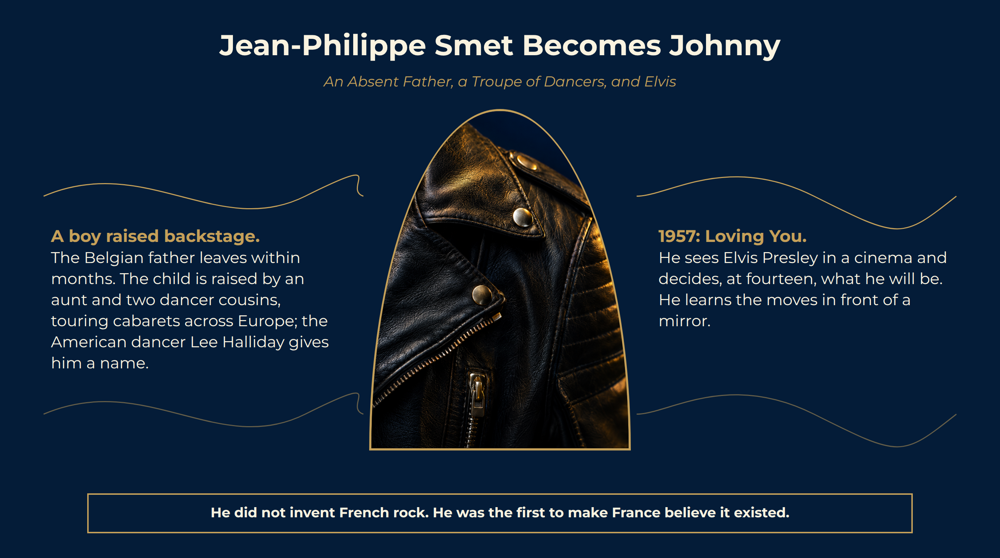 Jean-Philippe Smet Becomes Johnny
An Absent Father, a Troupe of Dancers, and Elvis
A boy raised backstage.
The Belgian father leaves within
months. The child is raised by an
aunt and two dancer cousins,
touring cabarets across Europe; the
American dancer Lee Halliday gives
him a name.
1957: Loving You.
He sees Elvis Presley in a cinema and
decides, at fourteen, what he will be.
He learns the moves in front of a
mirror.
He did not invent French rock. He was the first to make France believe it existed.